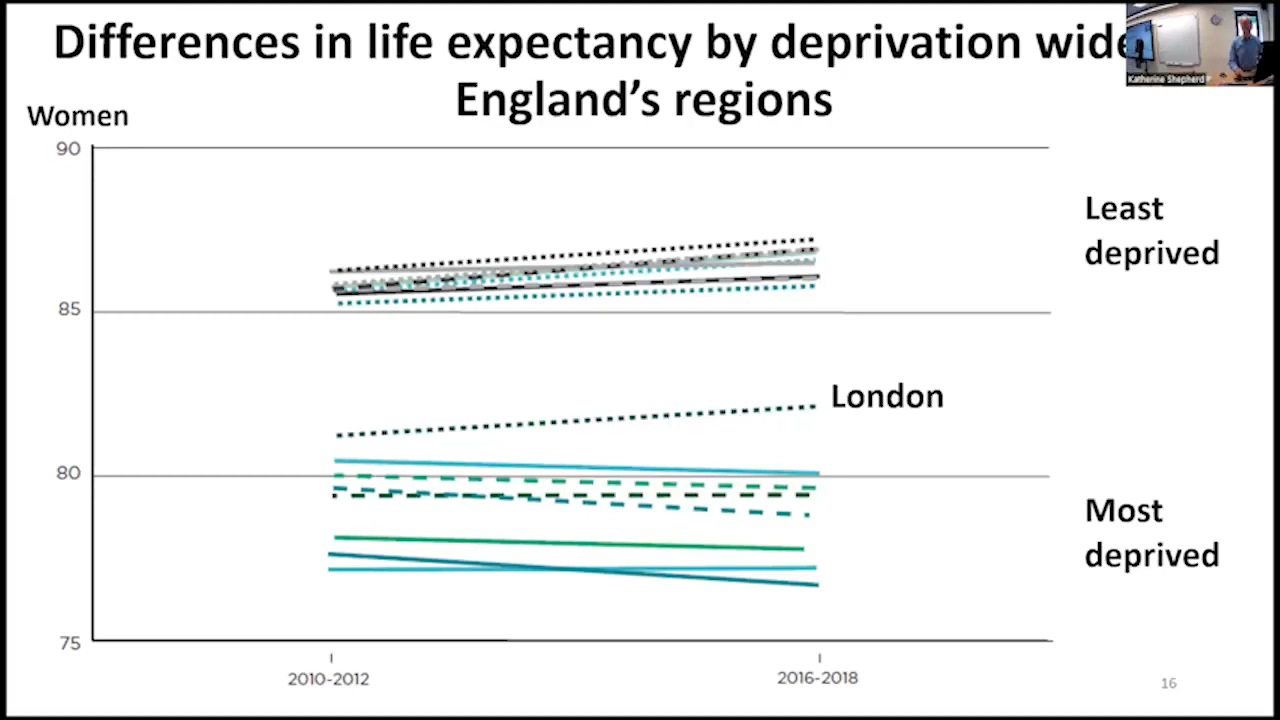 Differences in life expectancy by deprivation wide
England's regions
Katherine Shepherd
Women
90
Least
deprived
85
London
80
Most
deprived
75
2010-2012
2016-2018
16